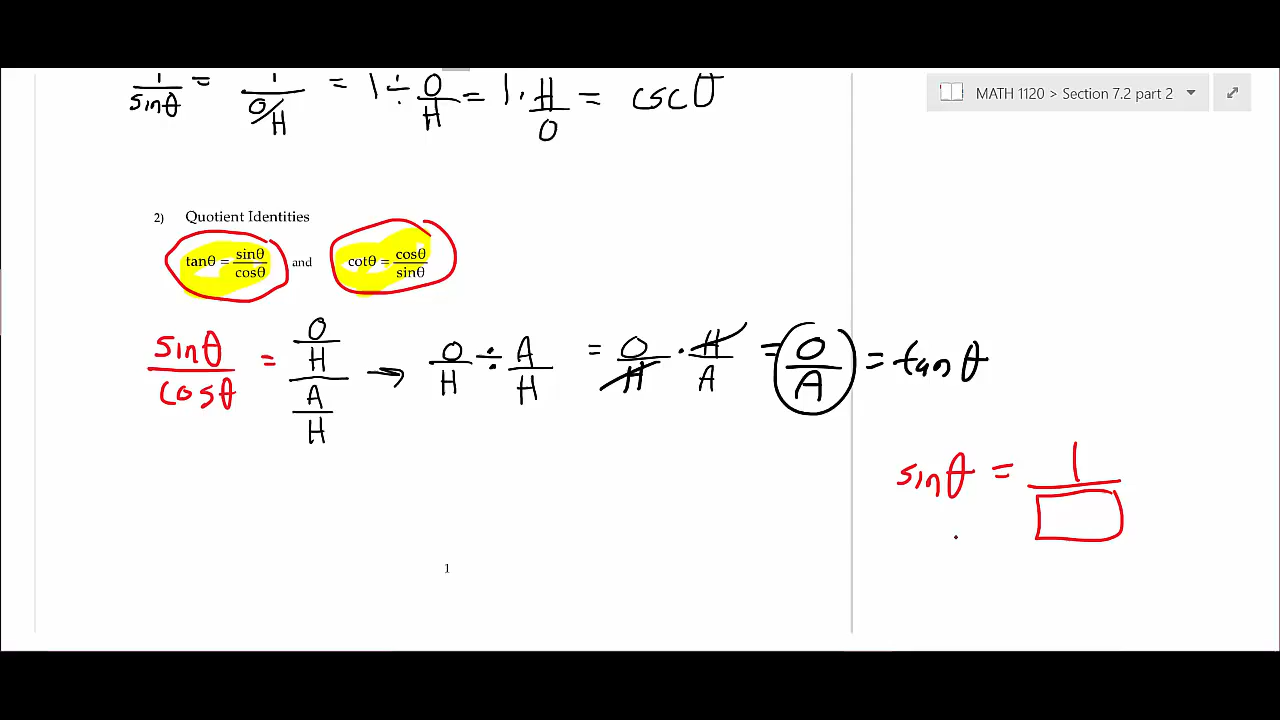 1/sinθ = 1/(O/H) = 1 ÷ O/H = 1 · H/O = cscθ
MATH 1120 > Section 7.2 part 2
2) Quotient Identities
tanθ = sinθ/cosθ and cotθ = cosθ/sinθ
sinθ/cosθ = (O/H)/(A/H) → O/H ÷ A/H = O/H · H/A = O/A = tanθ
sinθ = 1/
1